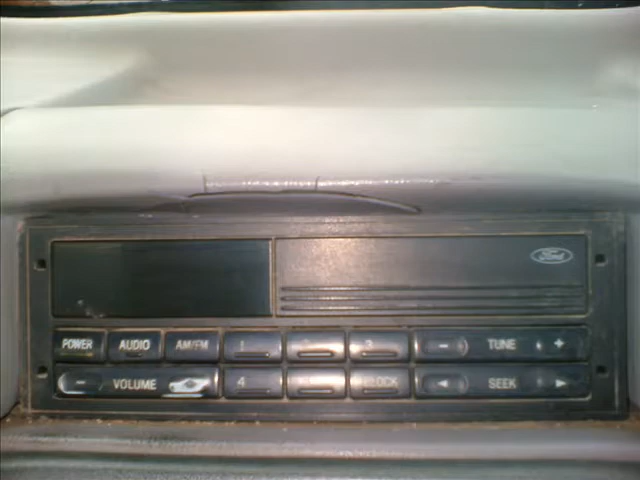 Ford
POWER AUDIO AM/FM 1 2 3 - TUNE +
- VOLUME 4 CLOCK ◄ SEEK ►